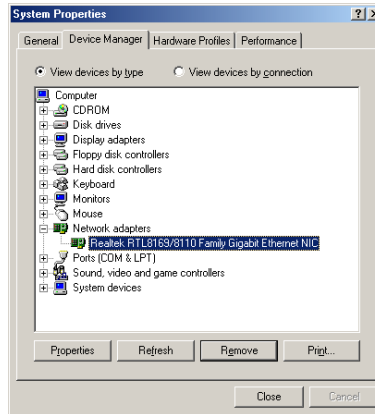 System Properties
General Device Manager Hardware Profiles Performance
View devices by type View devices by connection
Computer
CDROM
Disk drives
Display adapters
Floppy disk controllers
Hard disk controllers
Keyboard
Monitors
Mouse
Network adapters
Realtek RTL8169/8110 Family Gigabit Ethernet NIC
Ports (COM & LPT)
Sound, video and game controllers
System devices
Properties Refresh Remove Print...
Close Cancel